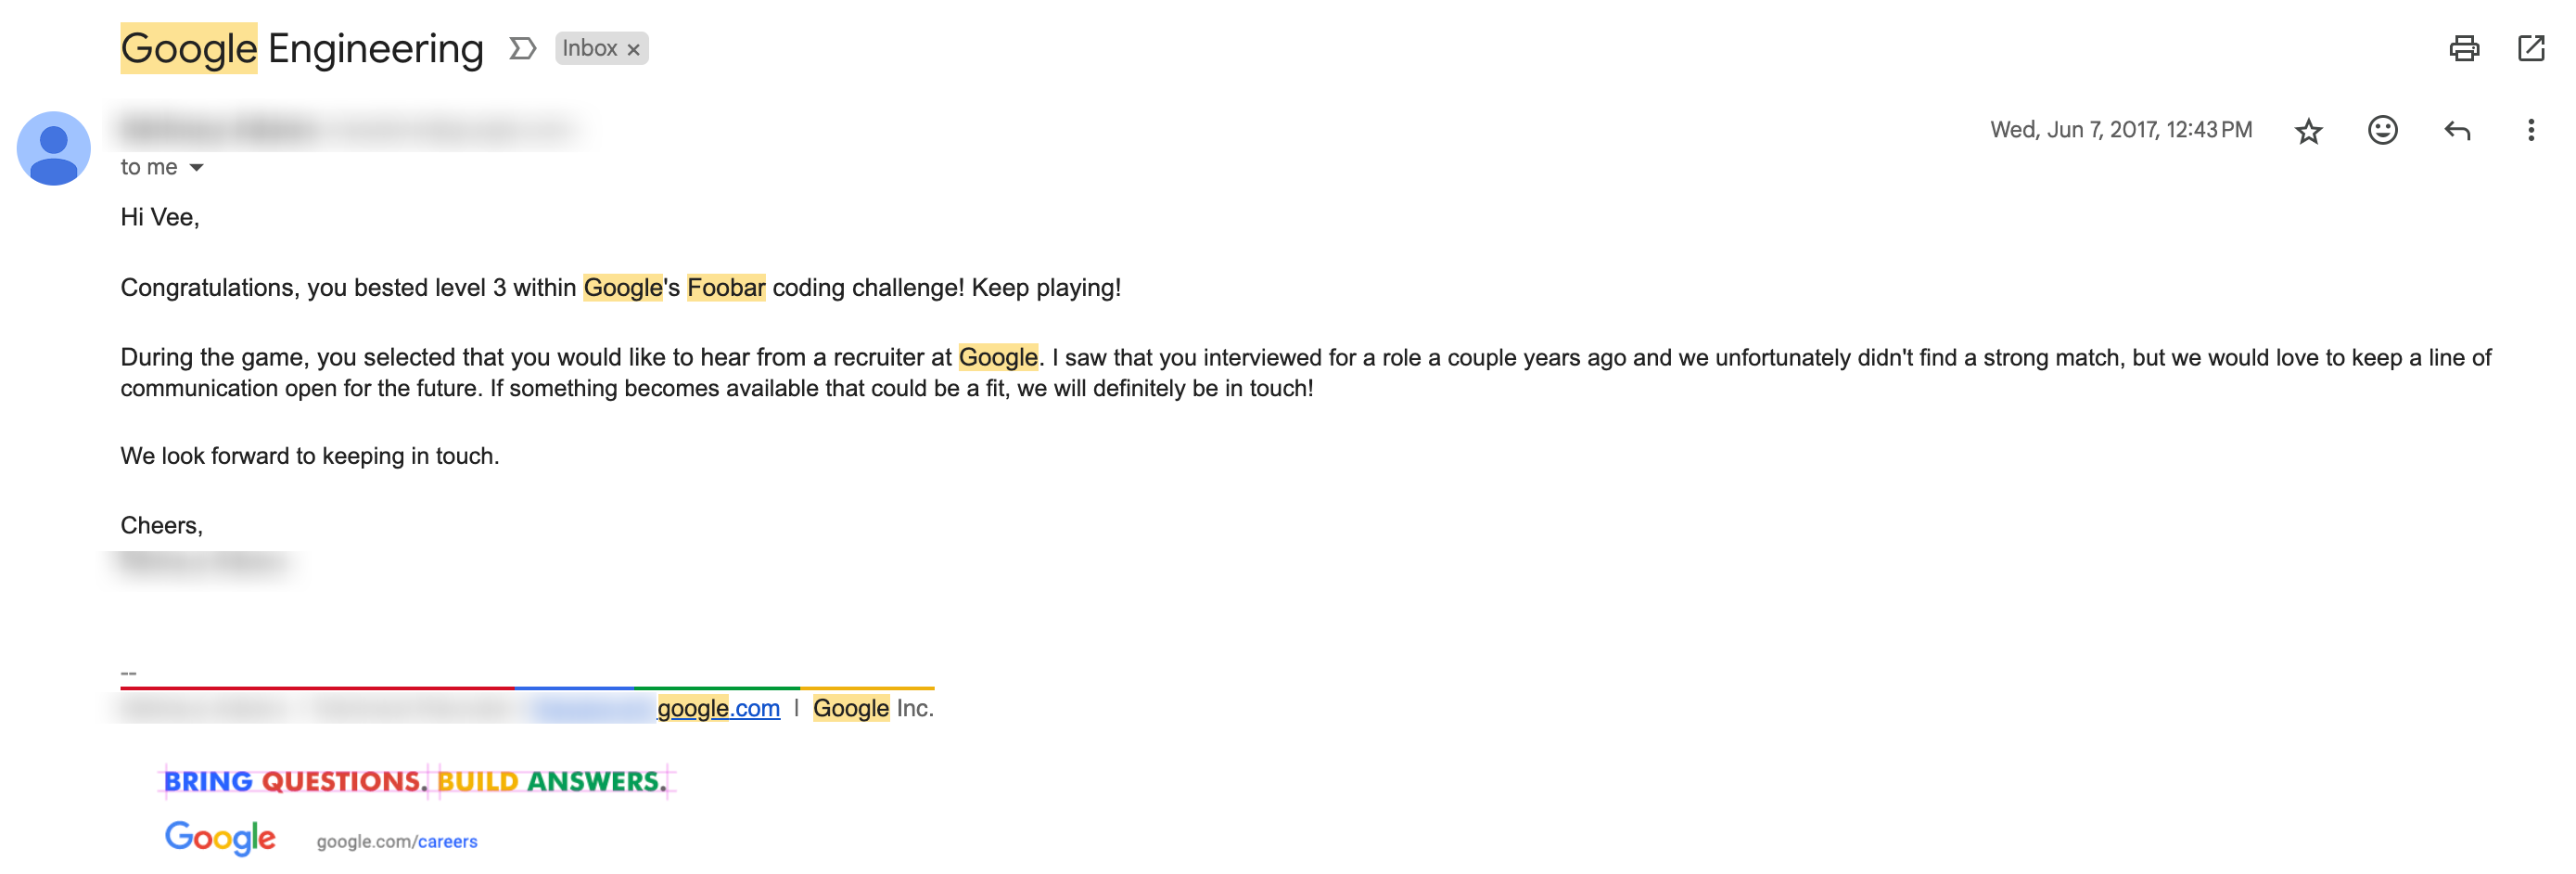 Google Engineering Inbox ×
Wed, Jun 7, 2017, 12:43 PM
to me
Hi Vee,
Congratulations, you bested level 3 within Google's Foobar coding challenge! Keep playing!
During the game, you selected that you would like to hear from a recruiter at Google. I saw that you interviewed for a role a couple years ago and we unfortunately didn't find a strong match, but we would love to keep a line of
communication open for the future. If something becomes available that could be a fit, we will definitely be in touch!
We look forward to keeping in touch.
Cheers,
--
google.com | Google Inc.
BRING QUESTIONS. BUILD ANSWERS.
Google google.com/careers